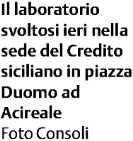 Il laboratorio
svoltosi ieri nella
sede del Credito
siciliano in piazza
Duomo ad
Acireale
Foto Consoli